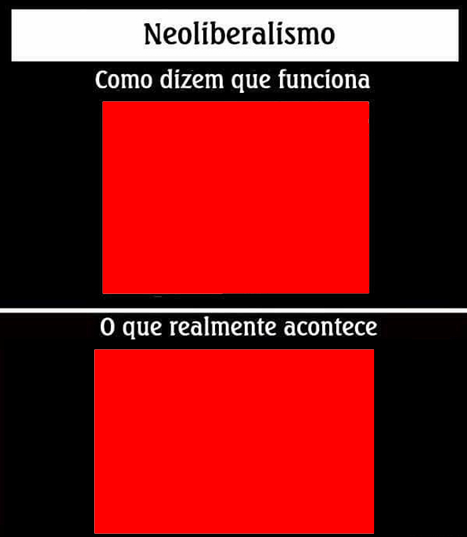 Neoliberalismo
Como dizem que funciona
O que realmente acontece